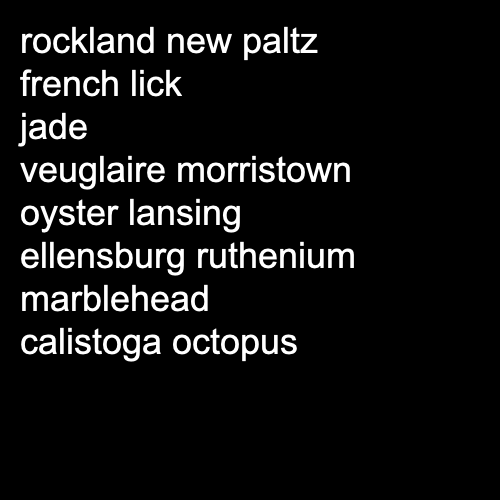 rockland new paltz
french lick
jade
veuglaire morristown
oyster lansing
ellensburg ruthenium
marblehead
calistoga octopus